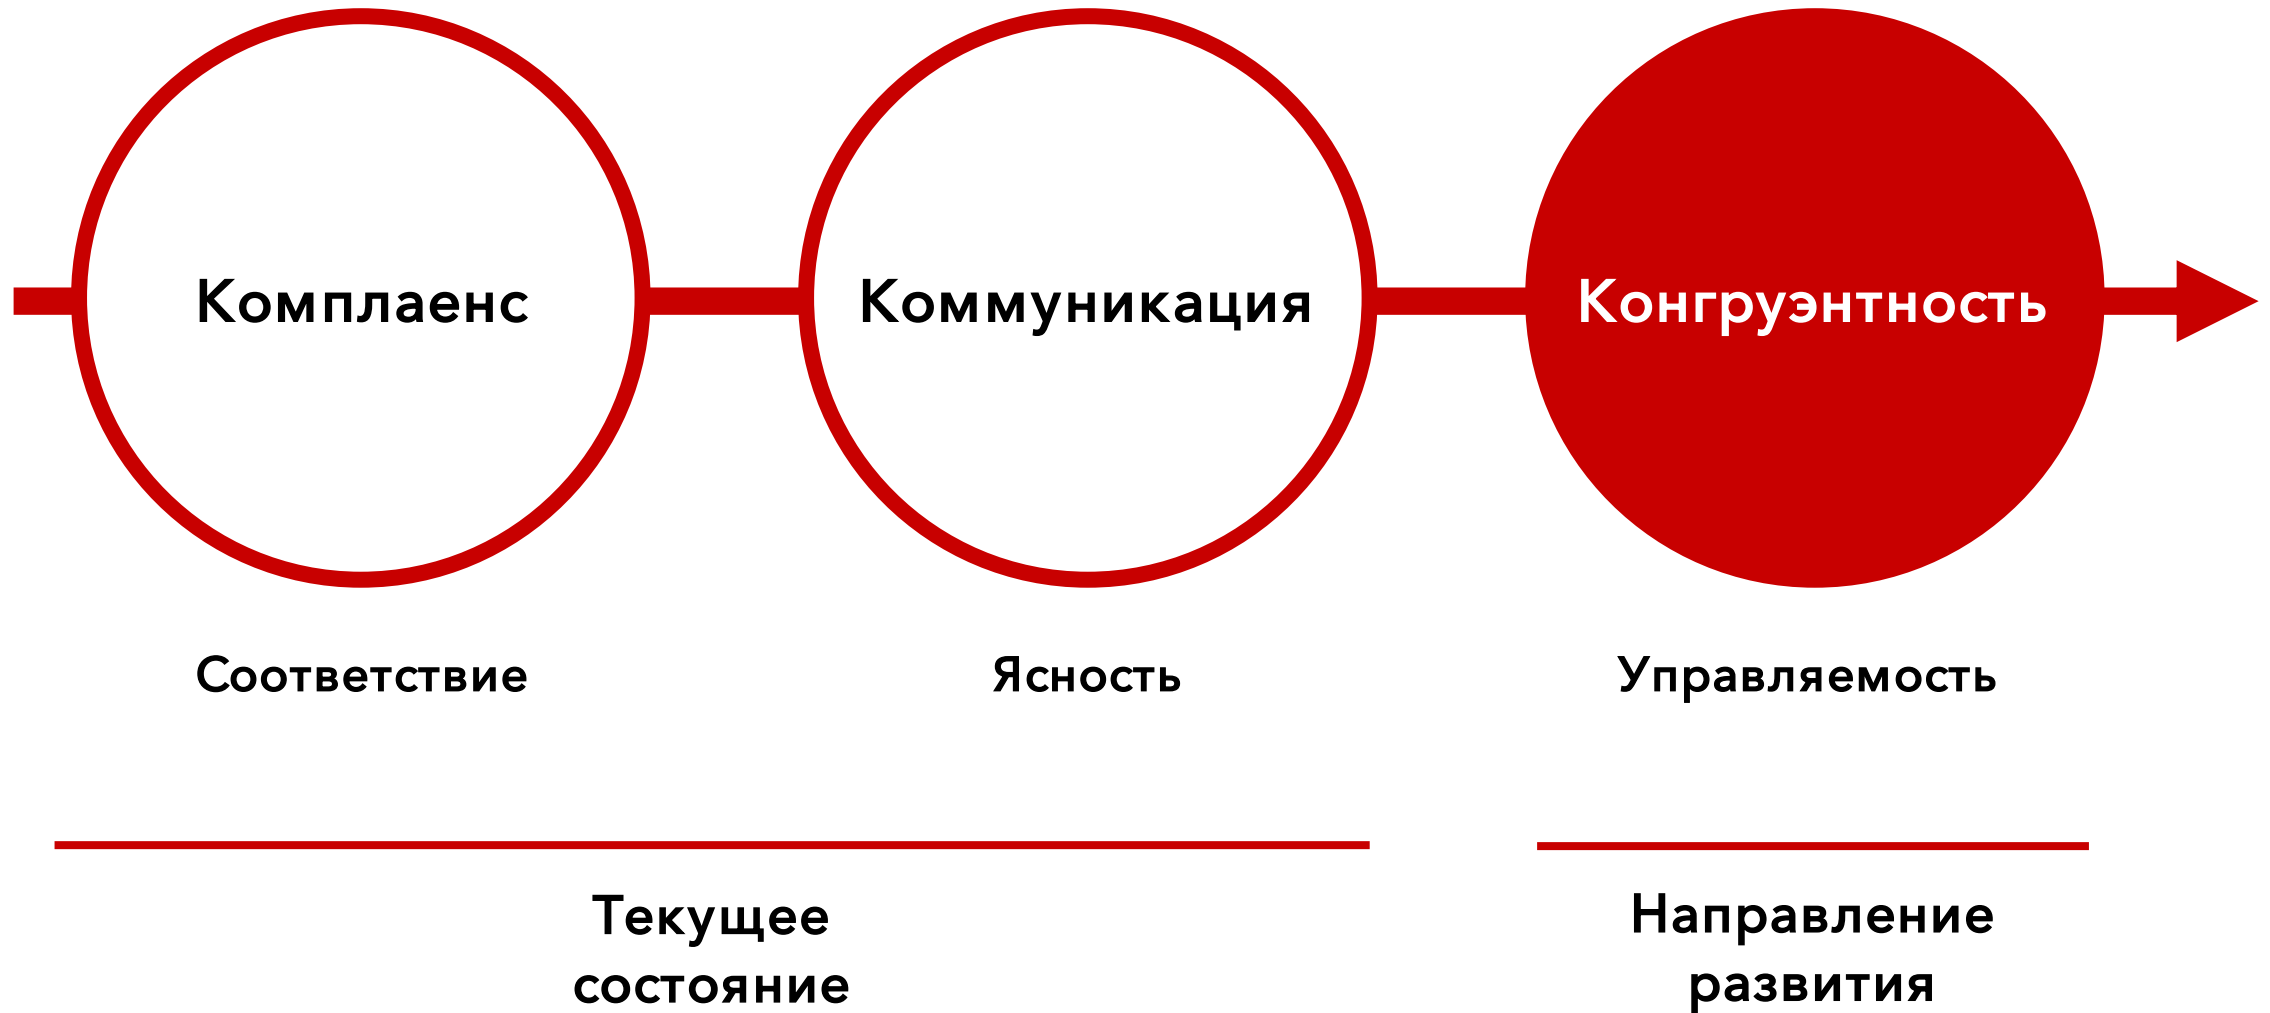 Комплаенс
Коммуникация
Конгруэнтность
Соответствие
Ясность
Управляемость
Текущее
состояние
Направление
развития